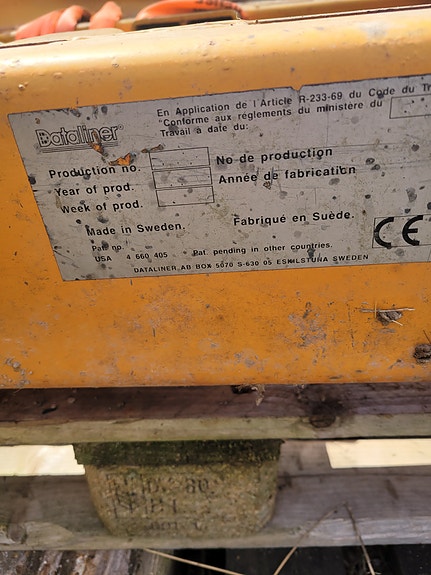 Dataliner
En Application de l'Article R-233-69 du Code du
"Conforme aux réglements du ministère du
Travail à date du:
Production no. No de production
Year of prod. Année de fabrication
Week of prod.
Made in Sweden. Fabriqué en Suède.
CE
Pat. no. Pat. pending in other countries.
USA 4 660 405
DATALINER AB BOX 5070 S-630 05 ESKILSTUNA SWEDEN